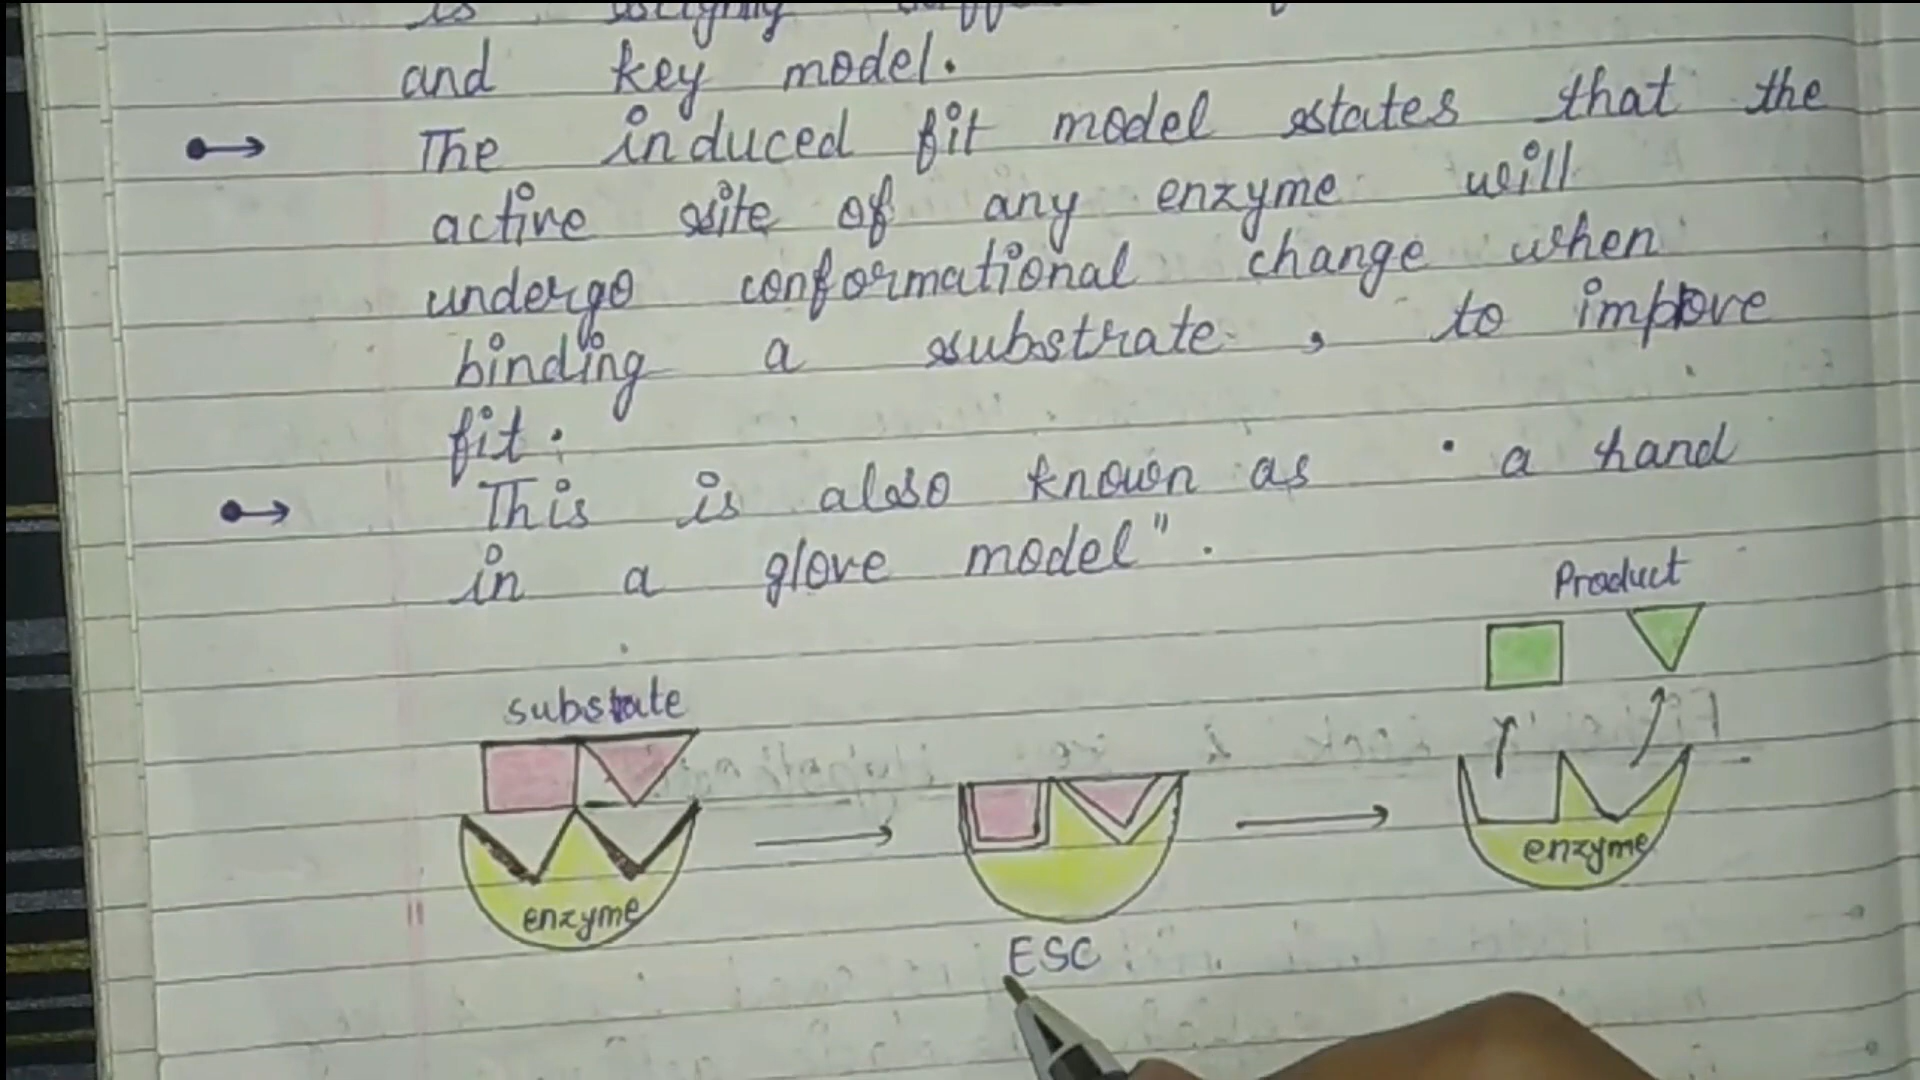 is slightly
and key model.
The induced fit model states that the
active site of any enzyme will
undergo conformational change when
binding a substrate, to improve
fit.
This is also known as " a hand
in a glove model".
Product
substrate
enzyme
enzyme
ESC